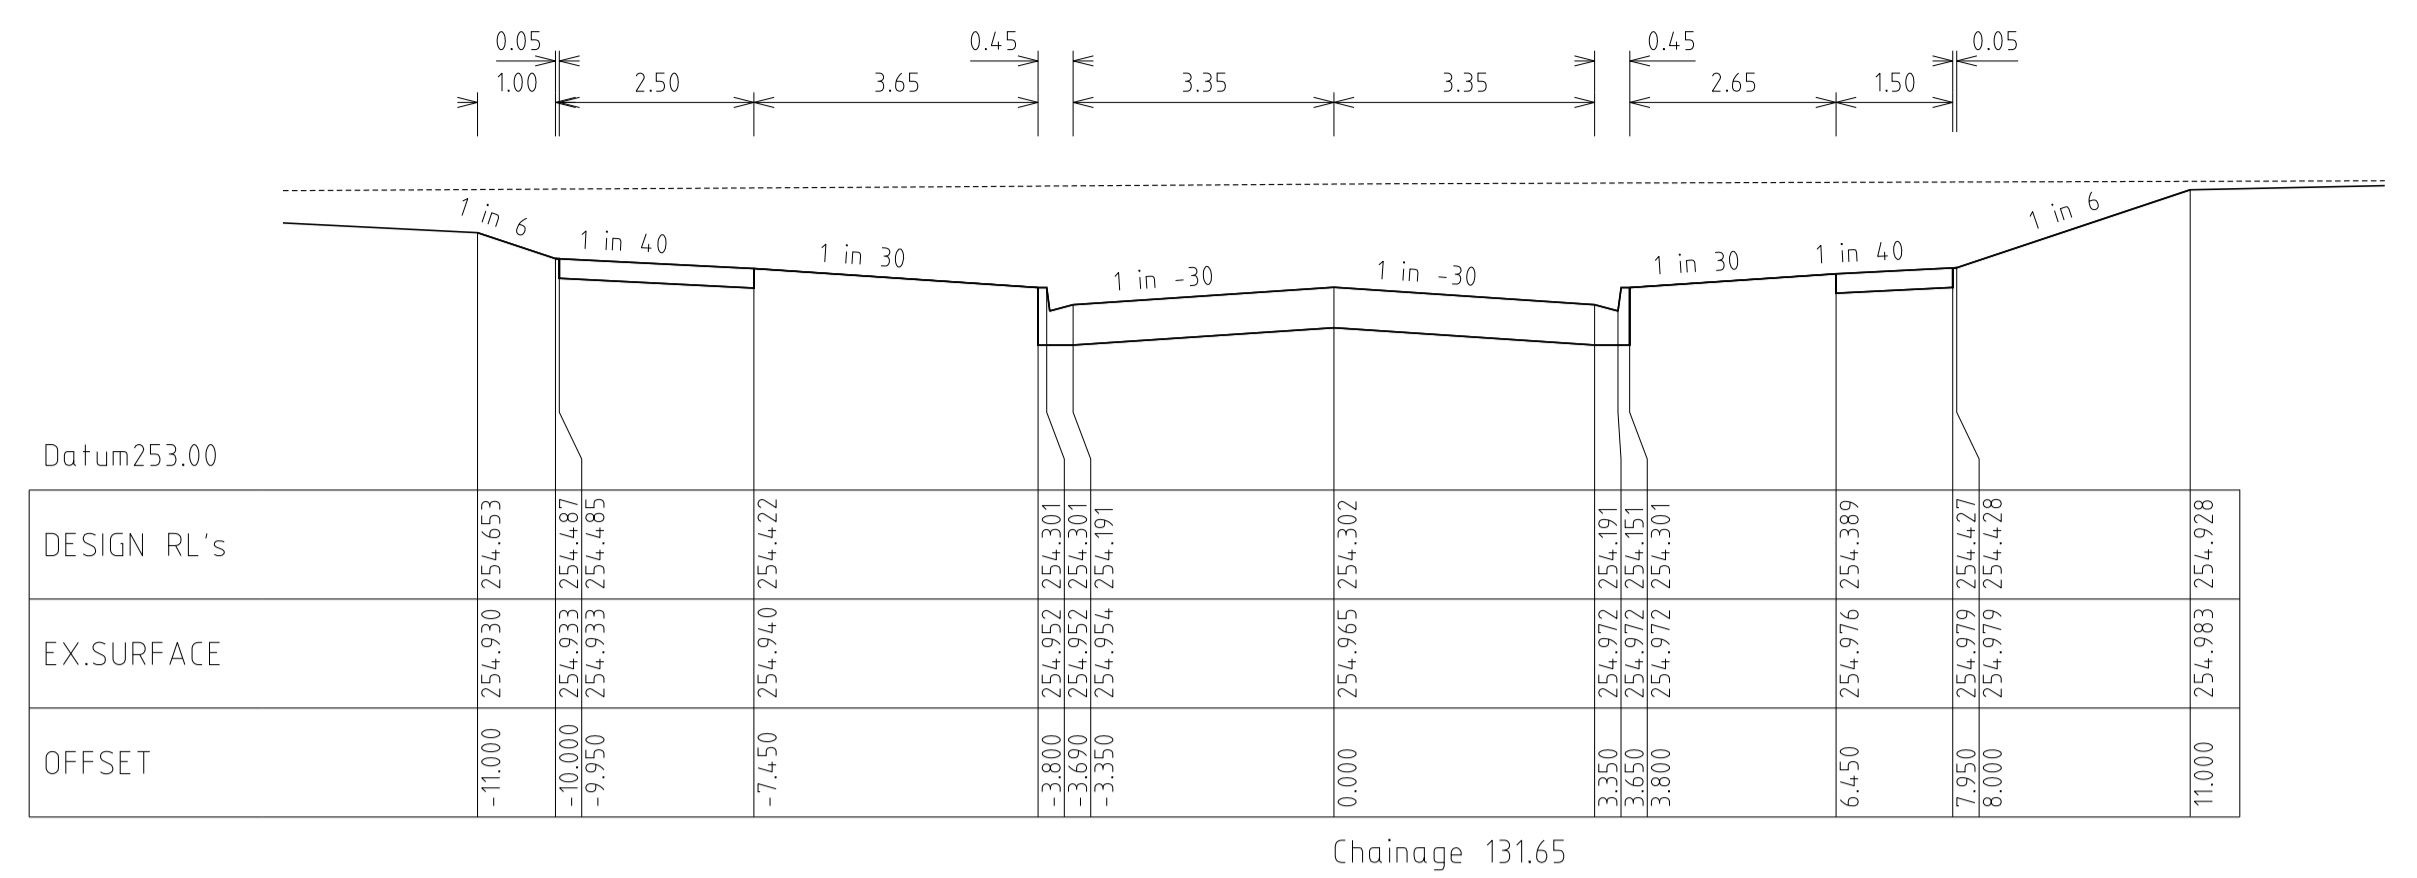 0.05 0.45 0.45 0.05
1.00 2.50 3.65 3.35 3.35 2.65 1.50
1 in 6 1 in 40 1 in 30 1 in -30 1 in -30 1 in 30 1 in 40 1 in 6
Datum253.00
DESIGN RL's 254.653 254.487 254.485 254.422 254.301 254.301 254.191 254.302 254.191 254.151 254.301 254.389 254.427 254.428 254.928
EX.SURFACE 254.930 254.933 254.933 254.940 254.952 254.952 254.954 254.965 254.972 254.972 254.972 254.976 254.979 254.979 254.983
OFFSET -11.000 -10.000 -9.950 -7.450 -3.800 -3.690 -3.350 0.000 3.350 3.650 3.800 6.450 7.950 8.000 11.000
Chainage 131.65